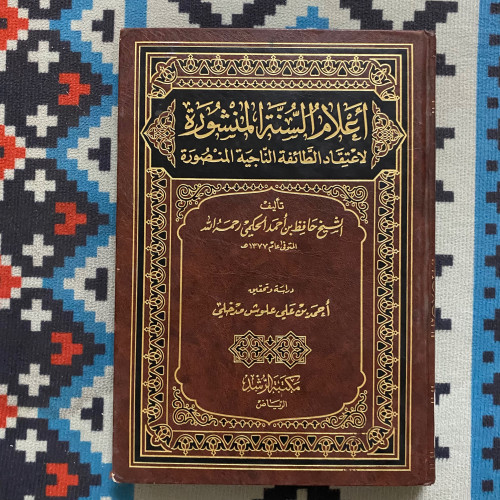 أعلام السنة المنشورة
لاعتقاد الطائفة الناجية المنصورة
تأليف
الشيخ حافظ بن أحمد الحكمي رحمه الله
المتوفى عام ١٣٧٧هـ
دراسة وتحقيق
أحمد بن علي علوش مدخلي
مكتبة الرشد
الرياض